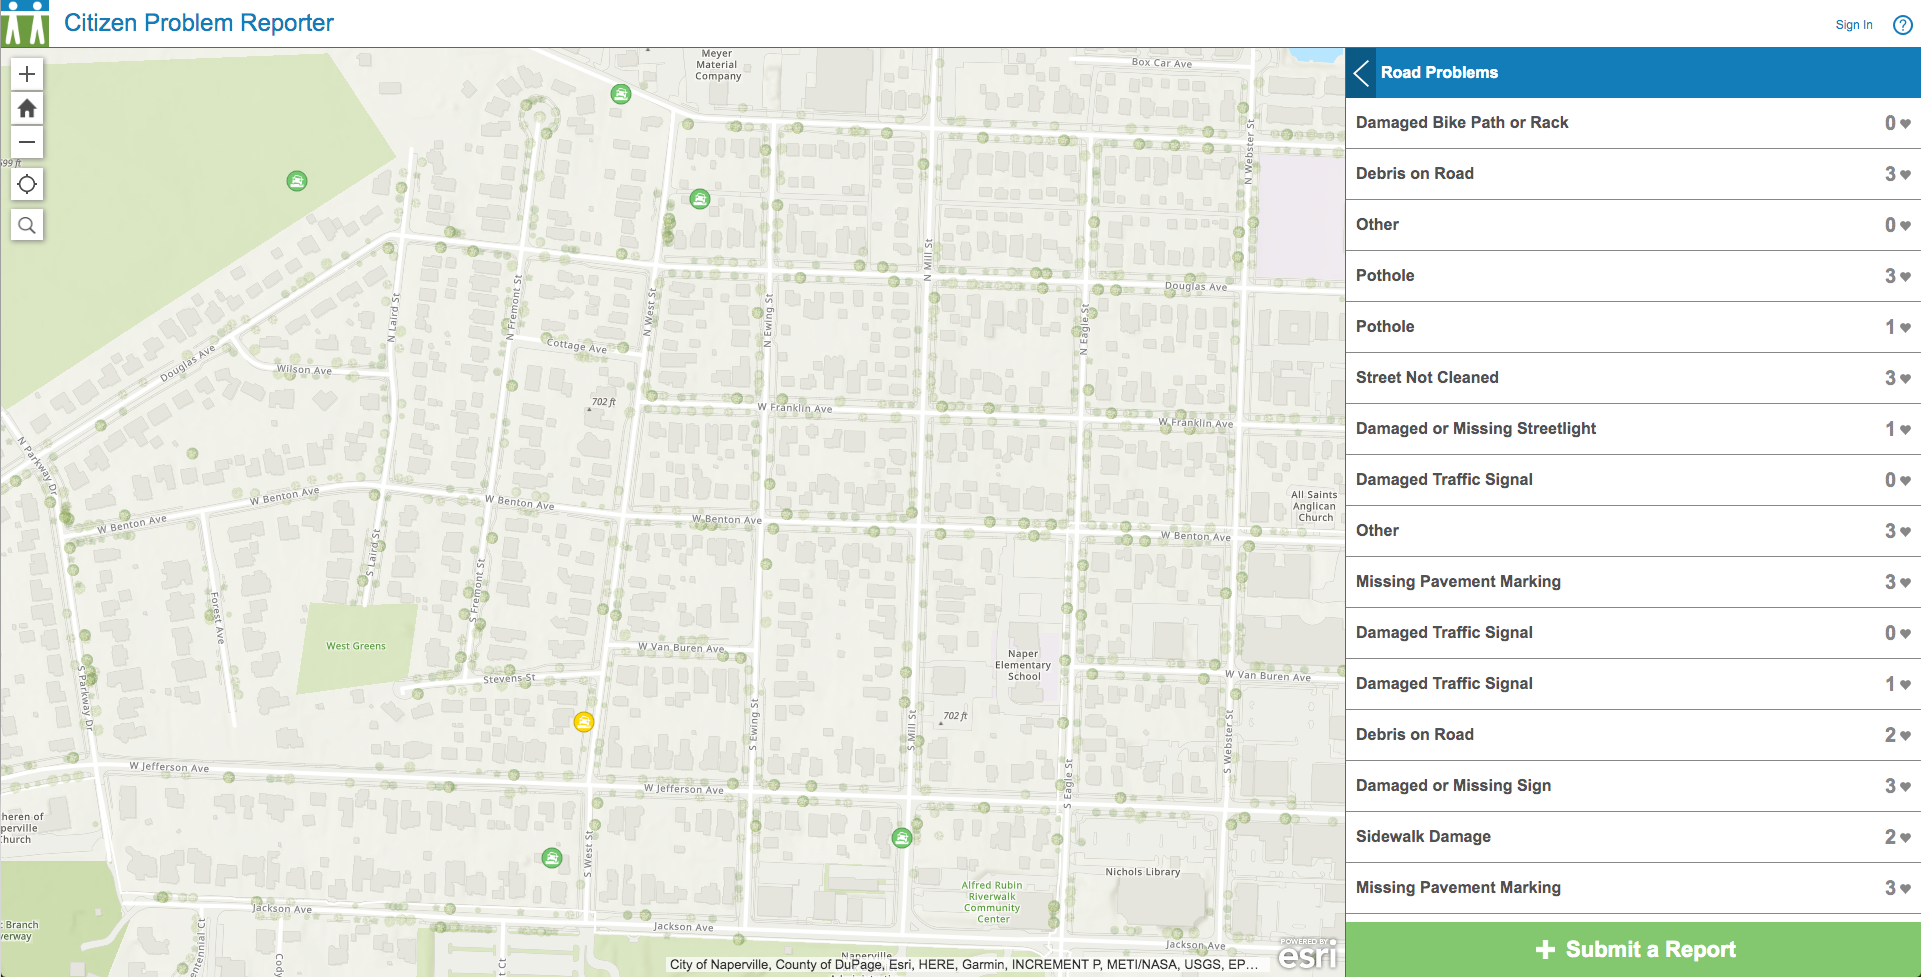 Citizen Problem Reporter
Sign In
?
Road Problems
Damaged Bike Path or Rack 0
Debris on Road 3
Other 0
Pothole 3
Pothole 1
Street Not Cleaned 3
Damaged or Missing Streetlight 1
Damaged Traffic Signal 0
Other 3
Missing Pavement Marking 3
Damaged Traffic Signal 0
Damaged Traffic Signal 1
Debris on Road 2
Damaged or Missing Sign 3
Sidewalk Damage 2
Missing Pavement Marking 3
+ Submit a Report
Meyer
Material
Company
Box Car Ave
N Webster St
699 ft
N Mill St
Douglas Ave
N Laird St
N Fremont St
N West St
N Ewing St
N Eagle St
Cottage Ave
Douglas Ave
Wilson Ave
702 ft
W Franklin Ave
W Franklin Ave
N Parkway Dr
W Benton Ave
W Benton Ave
W Benton Ave
W Benton Ave
W Benton Ave
All Saints
Anglican
Church
S Laird St
S Fremont St
Forest Ave
West Greens
W Van Buren Ave
Naper
Elementary
School
W Van Buren Ave
Stevens St
S Parkway Dr
702 ft
S Ewing St
S Mill St
S Webster St
W Jefferson Ave
W Jefferson Ave
S Eagle St
theren of
perville
hurch
S West St
Nichols Library
Alfred Rubin
Riverwalk
Community
Center
Jackson Ave
Jackson Ave
Jackson Ave
t Branch
verway
entennial Ct
Copy
t Ct
Naperville
POWERED BY
esri
City of Naperville, County of DuPage, Esri, HERE, Garmin, INCREMENT P, METI/NASA, USGS, EP…